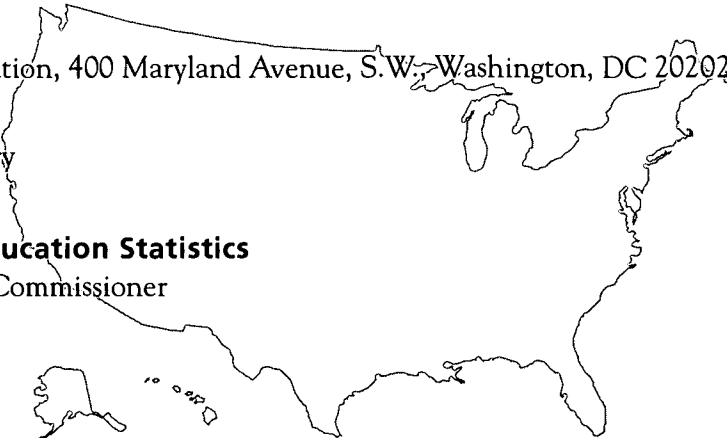 tion, 400 Maryland Avenue, S.W., Washington, DC 20202
y
ucation Statistics
Commissioner